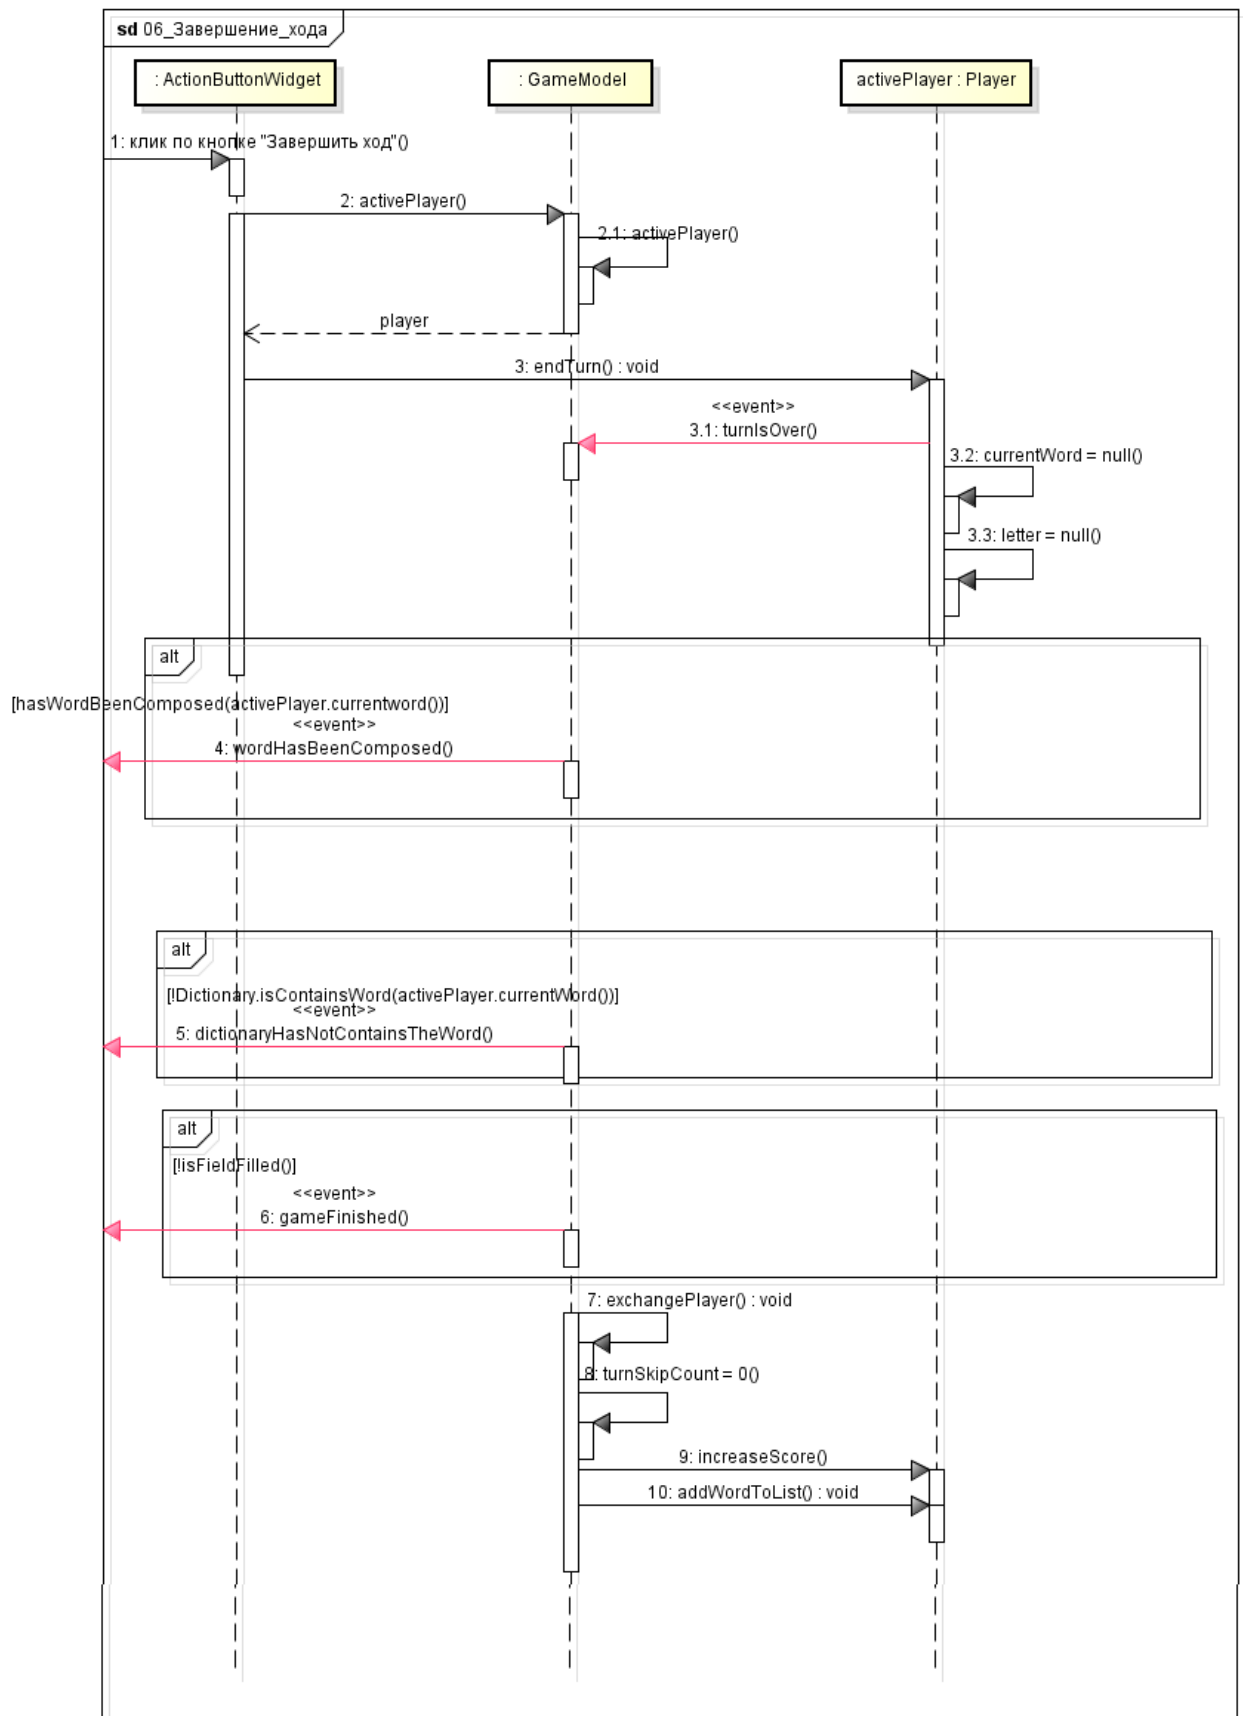 sd 06_Завершение_хода
: ActionButtonWidget
: GameModel
activePlayer : Player
1: клик по кнопке "Завершить ход"()
2: activePlayer()
2.1: activePlayer()
player
3: endTurn() : void
<<event>>
3.1: turnIsOver()
3.2: currentWord = null()
3.3: letter = null()
alt
[hasWordBeenComposed(activePlayer.currentword())]
<<event>>
4: wordHasBeenComposed()
alt
[!Dictionary.isContainsWord(activePlayer.currentWord())]
<<event>>
5: dictionaryHasNotContainsTheWord()
alt
[!isFieldFilled()]
<<event>>
6: gameFinished()
7: exchangePlayer() : void
8: turnSkipCount = 0()
9: increaseScore()
10: addWordToList() : void